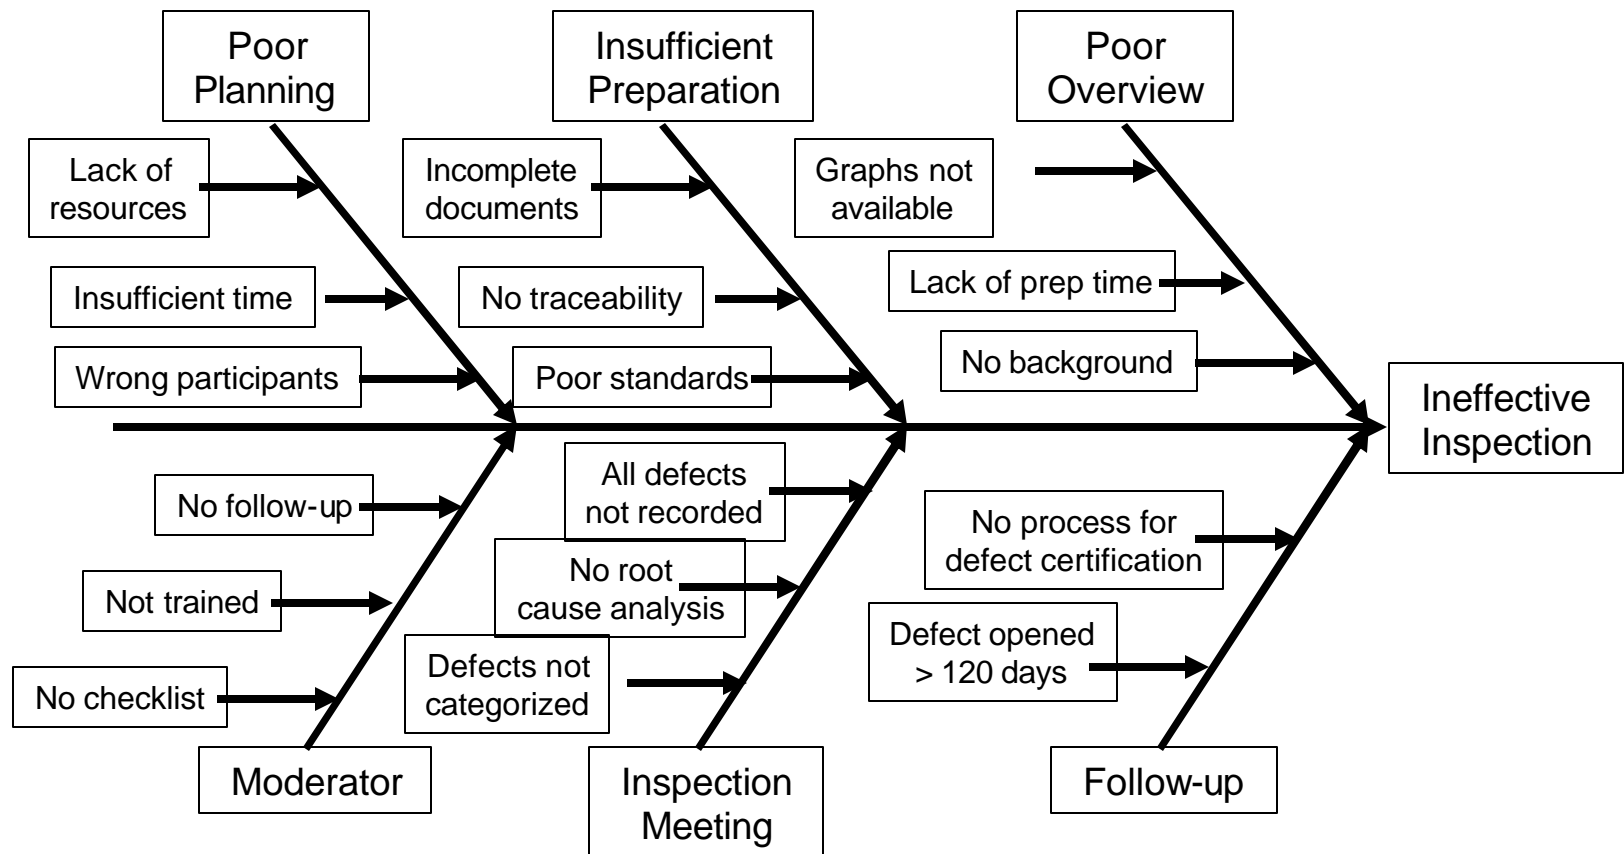 Poor
Planning
Insufficient
Preparation
Poor
Overview
Lack of
resources
Incomplete
documents
Graphs not
available
Insufficient time
No traceability
Lack of prep time
Wrong participants
Poor standards
No background
Ineffective
Inspection
No follow-up
All defects
not recorded
No process for
defect certification
Not trained
No root
cause analysis
Defect opened
> 120 days
No checklist
Defects not
categorized
Moderator
Inspection
Meeting
Follow-up